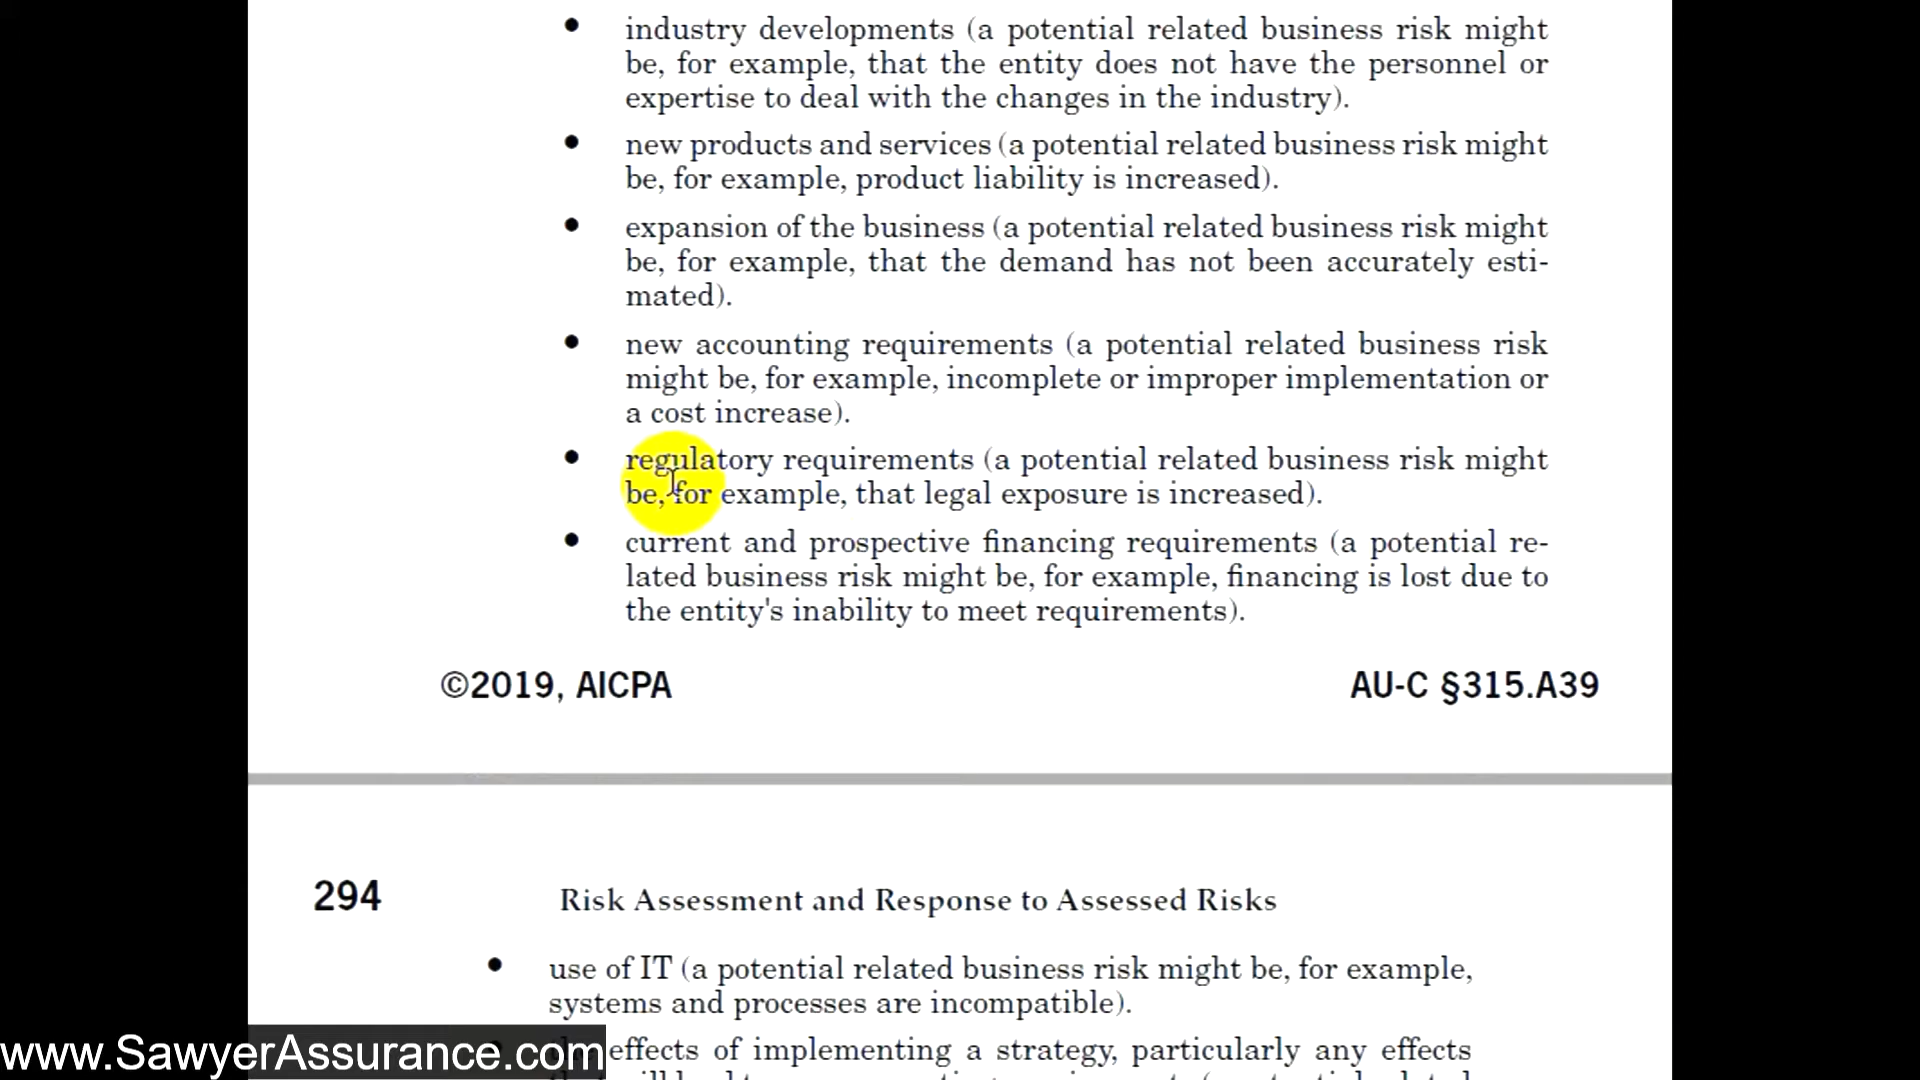 • industry developments (a potential related business risk might
be, for example, that the entity does not have the personnel or
expertise to deal with the changes in the industry).
• new products and services (a potential related business risk might
be, for example, product liability is increased).
• expansion of the business (a potential related business risk might
be, for example, that the demand has not been accurately esti-
mated).
• new accounting requirements (a potential related business risk
might be, for example, incomplete or improper implementation or
a cost increase).
• regulatory requirements (a potential related business risk might
be, for example, that legal exposure is increased).
• current and prospective financing requirements (a potential re-
lated business risk might be, for example, financing is lost due to
the entity's inability to meet requirements).
©2019, AICPA AU-C §315.A39
294 Risk Assessment and Response to Assessed Risks
• use of IT (a potential related business risk might be, for example,
systems and processes are incompatible).
effects of implementing a strategy, particularly any effects
www.SawyerAssurance.com